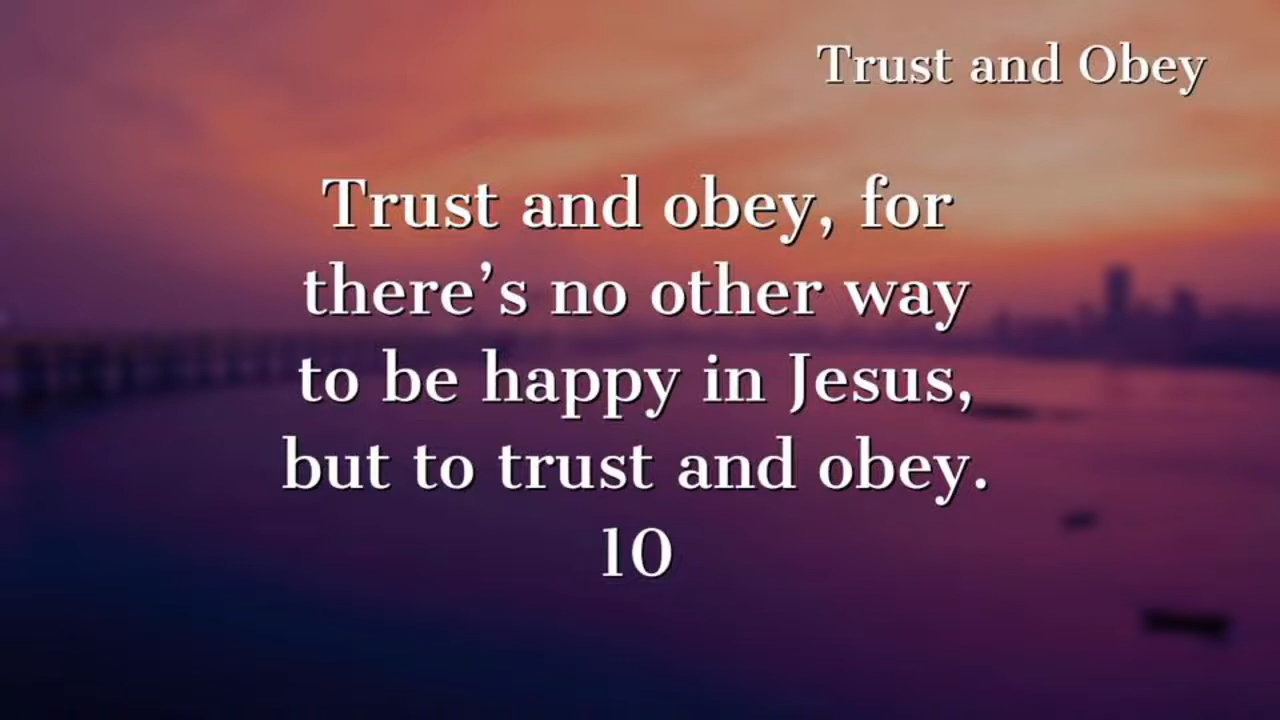 Trust and Obey
Trust and obey, for
there’s no other way
to be happy in Jesus,
but to trust and obey.
10